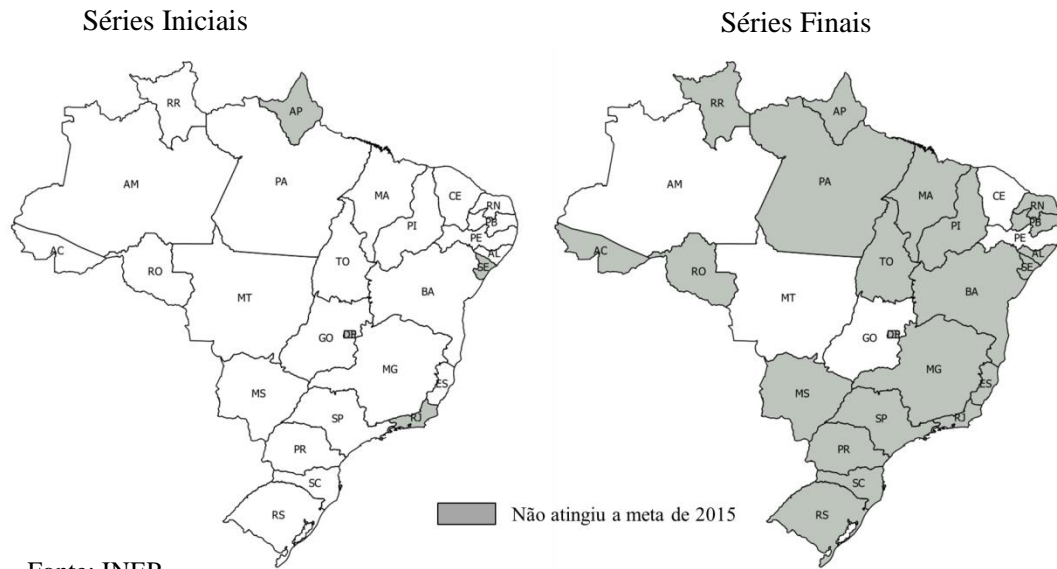 Séries Iniciais
RR
AP
AM
PA
MA
CE
RN
PB
PI
PE
AL
SE
AC
RO
TO
BA
MT
GO
DF
MG
ES
MS
SP
RJ
PR
SC
RS
Séries Finais
RR
AP
AM
PA
MA
CE
RN
PB
PI
PE
AL
SE
AC
RO
TO
BA
MT
GO
DF
MG
ES
MS
SP
RJ
PR
SC
RS
Não atingiu a meta de 2015
Fonte: INEP